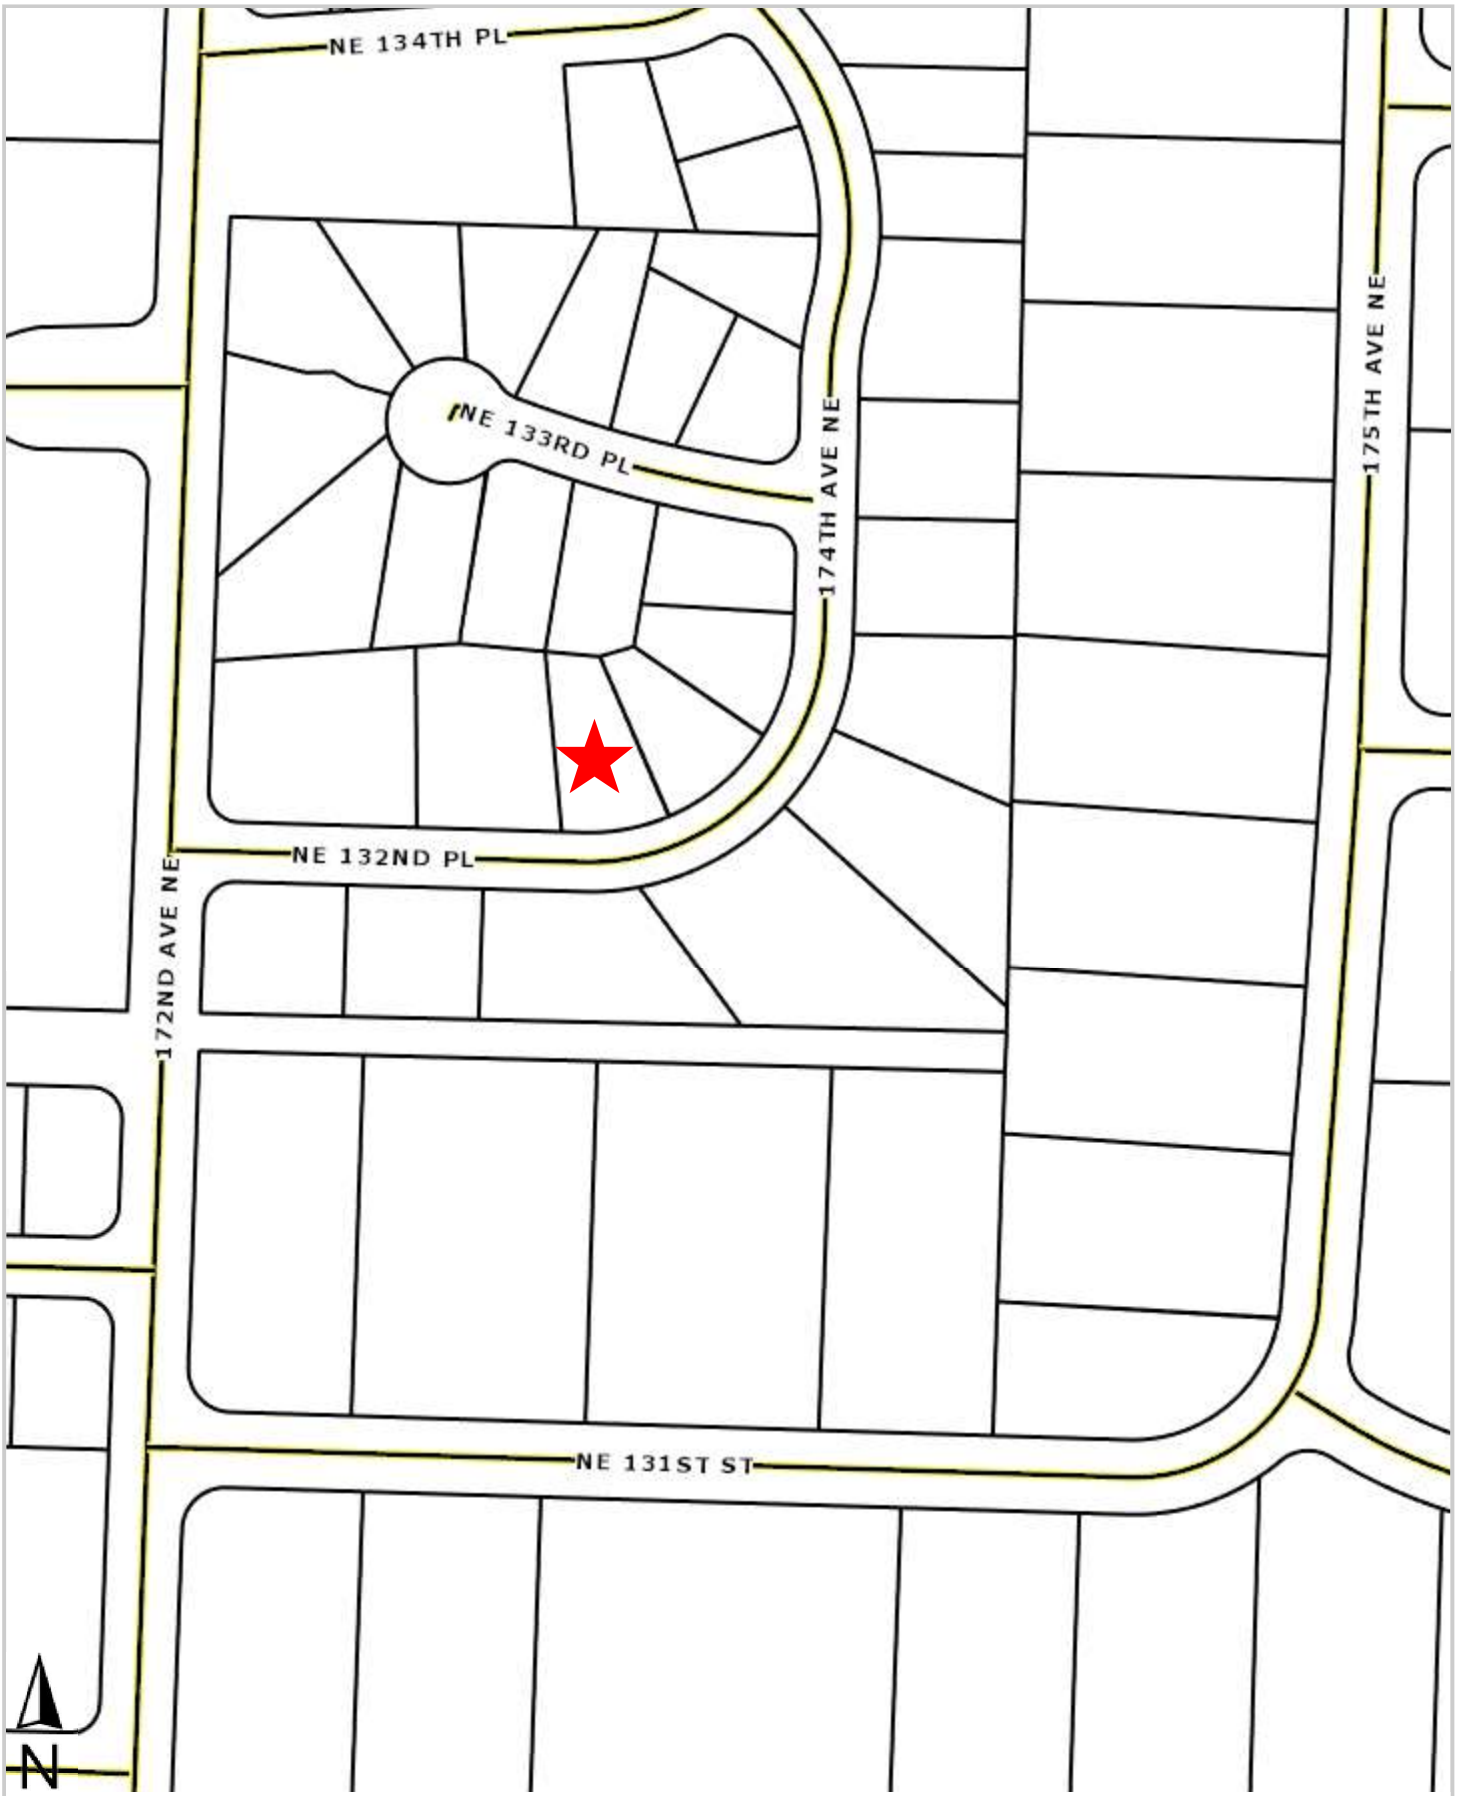 NE 134TH PL
175TH AVE NE
NE 133RD PL
174TH AVE NE
NE 132ND PL
172ND AVE NE
NE 131ST ST
N